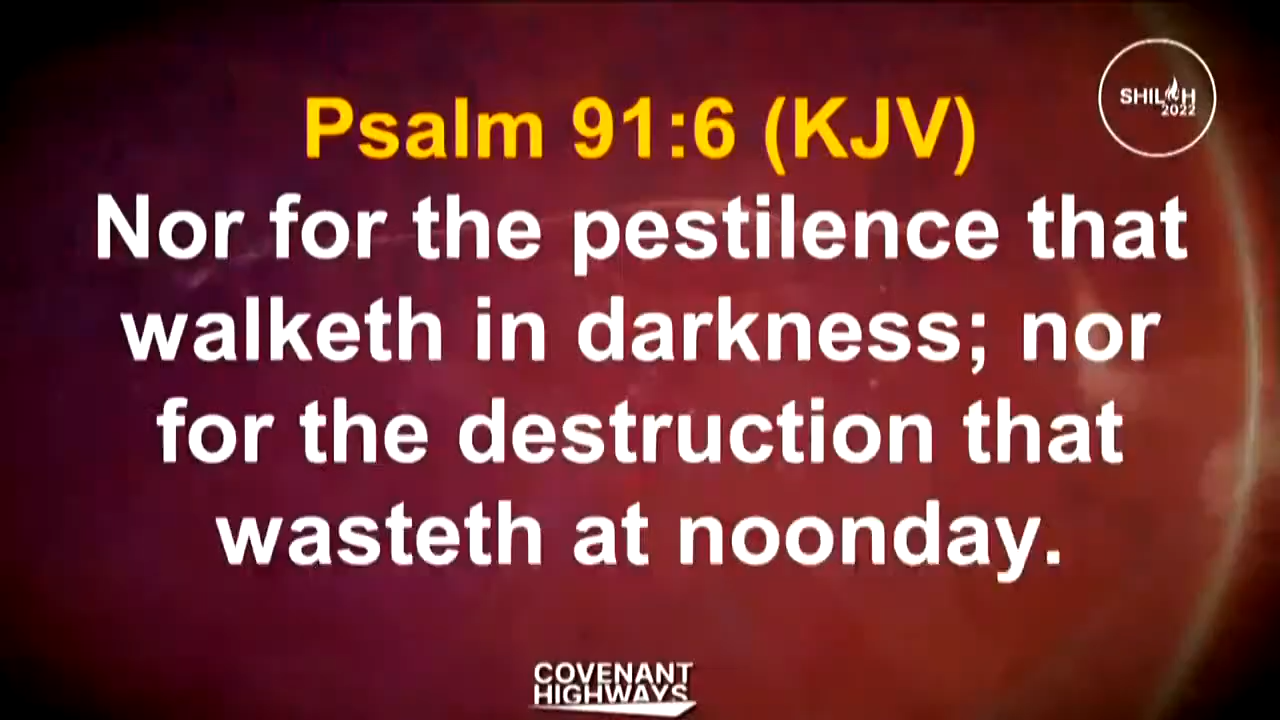 SHILOH
2022
Psalm 91:6 (KJV)
Nor for the pestilence that
walketh in darkness; nor
for the destruction that
wasteth at noonday.
COVENANT
HIGHWAYS